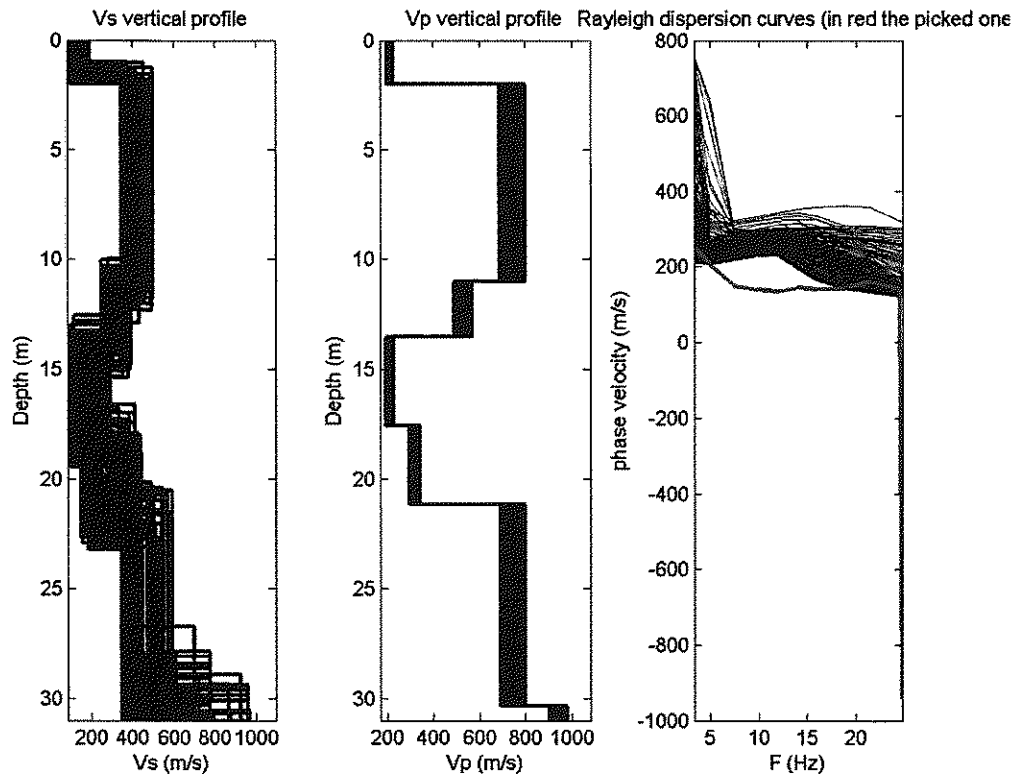 Vs vertical profile
Vp vertical profile
Rayleigh dispersion curves (in red the picked one
0
5
10
15
20
25
30
Depth (m)
200 400 600 800 1000
Vs (m/s)
0
5
10
15
20
25
30
Depth (m)
200 400 600 800 1000
Vp (m/s)
800
600
400
200
0
-200
-400
-600
-800
-1000
phase velocity (m/s)
5 10 15 20
F (Hz)